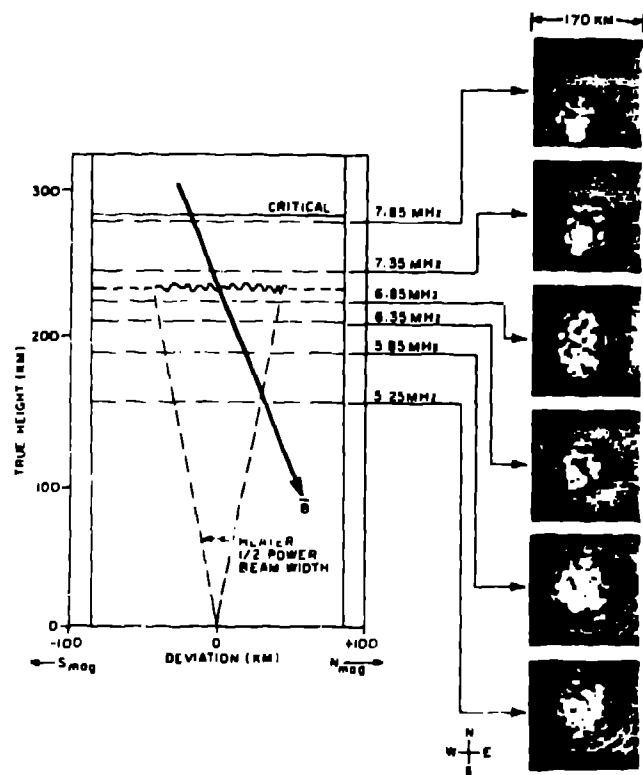 170 KM
300
200
100
0
TRUE HEIGHT (KM)
CRITICAL
7.85 MHz
7.35 MHz
6.85 MHz
6.35 MHz
5.85 MHz
5.25 MHz
B
HEATER
1/2 POWER
BEAM WIDTH
-100
0
+100
S mag
DEVIATION (KM)
N mag
N
W E
S